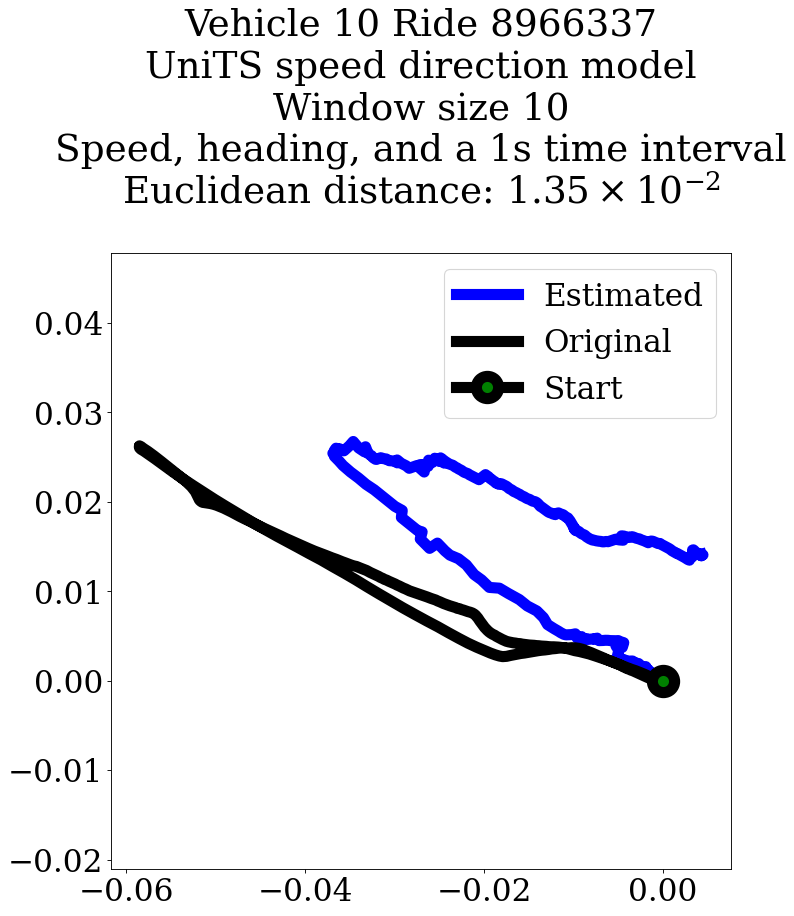 Vehicle 10 Ride 8966337
UniTS speed direction model
Window size 10
Speed, heading, and a 1s time interval
Euclidean distance: 1.35 × 10⁻²
Estimated
Original
Start
0.04
0.03
0.02
0.01
0.00
−0.01
−0.02
−0.06
−0.04
−0.02
0.00